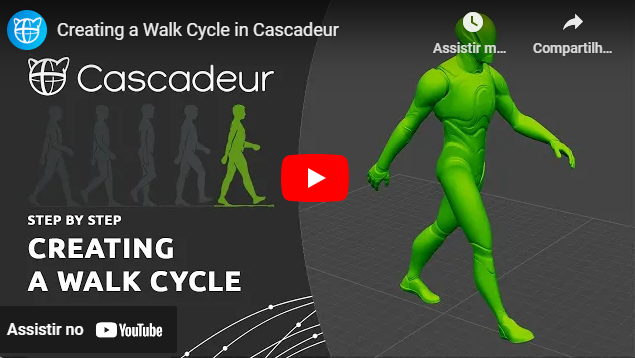 Creating a Walk Cycle in Cascadeur
Assistir m...
Compartilh...
Cascadeur
STEP BY STEP
CREATING
A WALK CYCLE
Assistir no YouTube